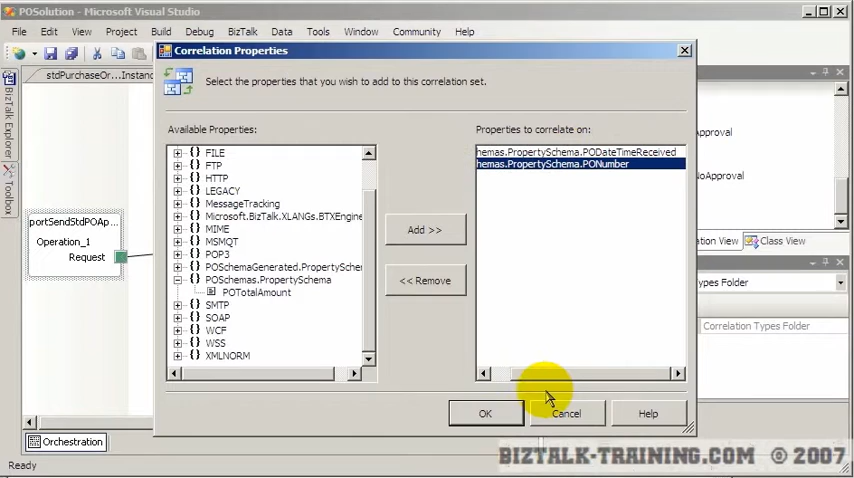 POSolution - Microsoft Visual Studio
File Edit View Project Build Debug BizTalk Data Tools Window Community Help
stdPurchaseOr...Instanc
BizTalk Explorer
Toolbox
portSendStdPOAp...
Operation_1
Request
Correlation Properties
Select the properties that you wish to add to this correlation set.
Available Properties:
FILE
FTP
HTTP
LEGACY
MessageTracking
Microsoft.BizTalk.XLANGs.BTXEngine
MIME
MSMQT
POP3
POSchemaGenerated.PropertySchem
POSchemas.PropertySchema
POTotalAmount
SMTP
SOAP
WCF
WSS
XMLNORM
Add >>
<< Remove
Properties to correlate on:
hemas.PropertySchema.PODateTimeReceived
hemas.PropertySchema.PONumber
OK
Cancel
Help
Approval
NoApproval
tion View
Class View
ypes Folder
Correlation Types Folder
Orchestration
Ready
BIZTALK-TRAINING.COM © 2007